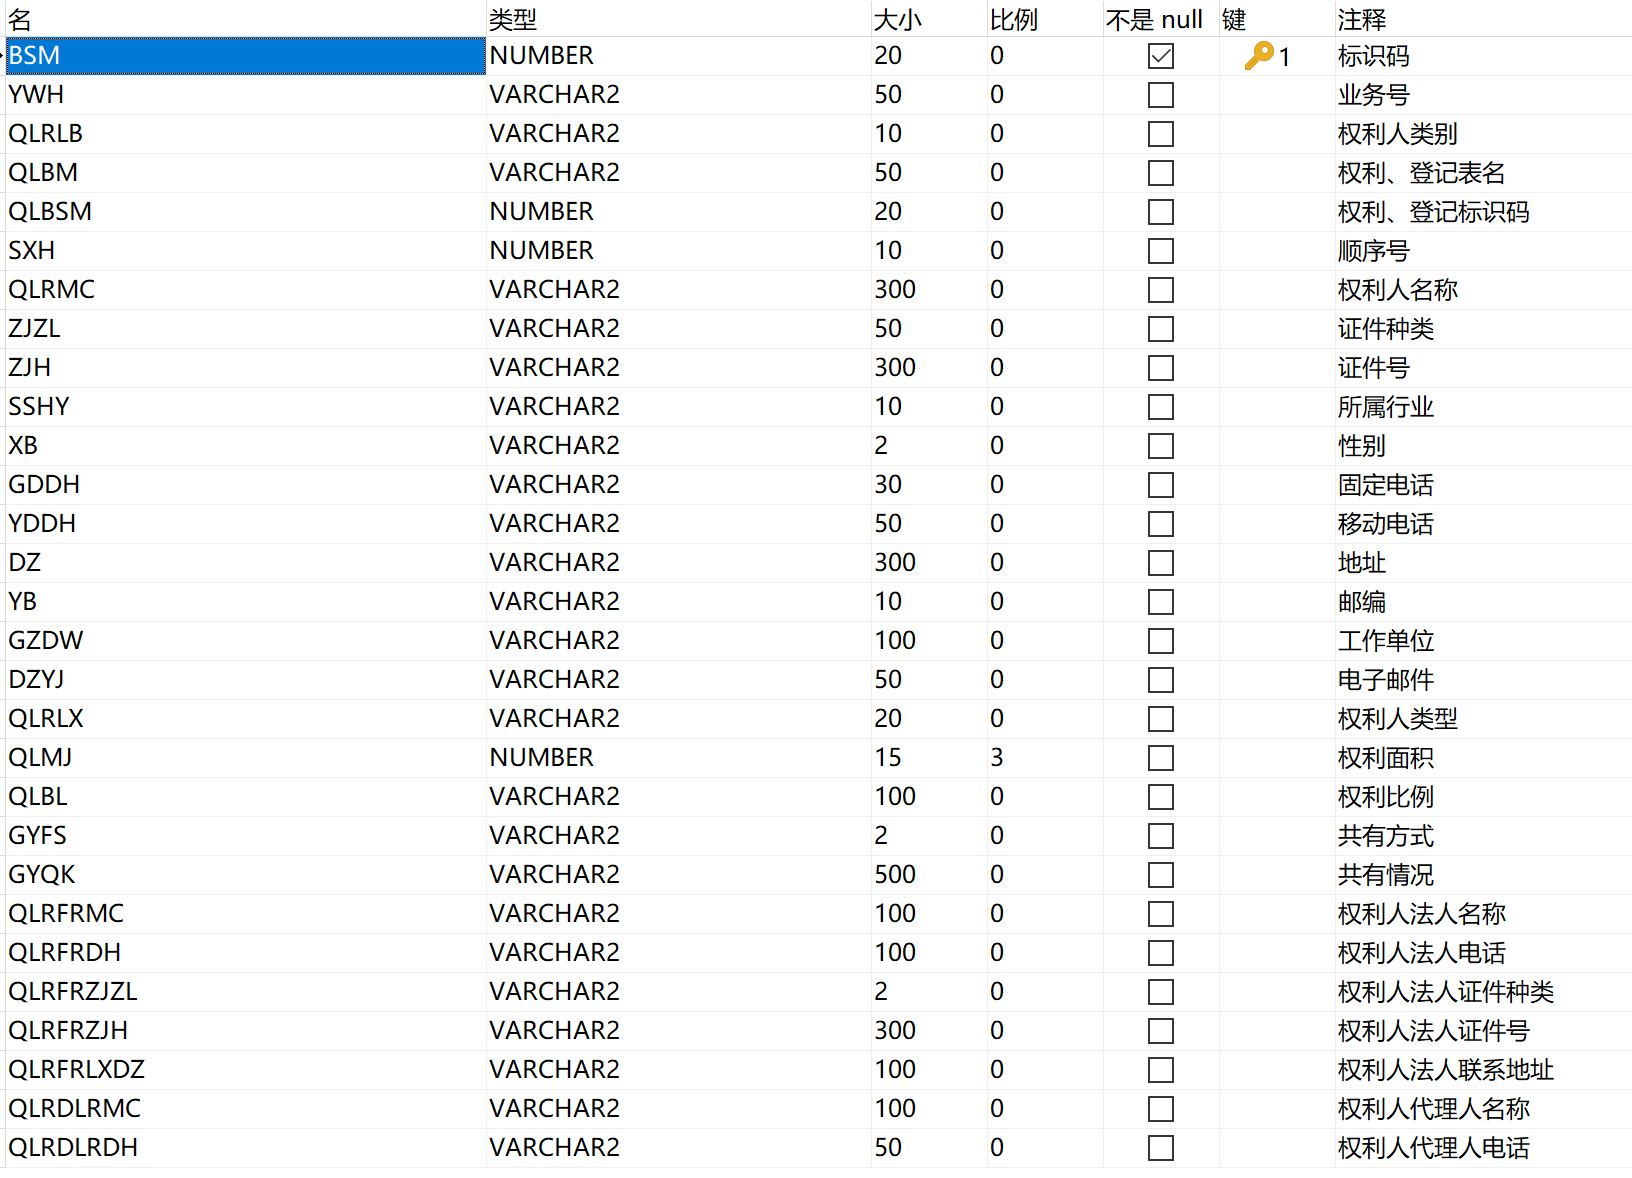 名 类型 大小 比例 不是 null 键 注释
BSM NUMBER 20 0 1 标识码
YWH VARCHAR2 50 0 业务号
QLRLB VARCHAR2 10 0 权利人类别
QLBM VARCHAR2 50 0 权利、登记表名
QLBSM NUMBER 20 0 权利、登记标识码
SXH NUMBER 10 0 顺序号
QLRMC VARCHAR2 300 0 权利人名称
ZJZL VARCHAR2 50 0 证件种类
ZJH VARCHAR2 300 0 证件号
SSHY VARCHAR2 10 0 所属行业
XB VARCHAR2 2 0 性别
GDDH VARCHAR2 30 0 固定电话
YDDH VARCHAR2 50 0 移动电话
DZ VARCHAR2 300 0 地址
YB VARCHAR2 10 0 邮编
GZDW VARCHAR2 100 0 工作单位
DZYJ VARCHAR2 50 0 电子邮件
QLRLX VARCHAR2 20 0 权利人类型
QLMJ NUMBER 15 3 权利面积
QLBL VARCHAR2 100 0 权利比例
GYFS VARCHAR2 2 0 共有方式
GYQK VARCHAR2 500 0 共有情况
QLRFRMC VARCHAR2 100 0 权利人法人名称
QLRFRDH VARCHAR2 100 0 权利人法人电话
QLRFRZJZL VARCHAR2 2 0 权利人法人证件种类
QLRFRZJH VARCHAR2 300 0 权利人法人证件号
QLRFRLXDZ VARCHAR2 100 0 权利人法人联系地址
QLRDLRMC VARCHAR2 100 0 权利人代理人名称
QLRDLRDH VARCHAR2 50 0 权利人代理人电话